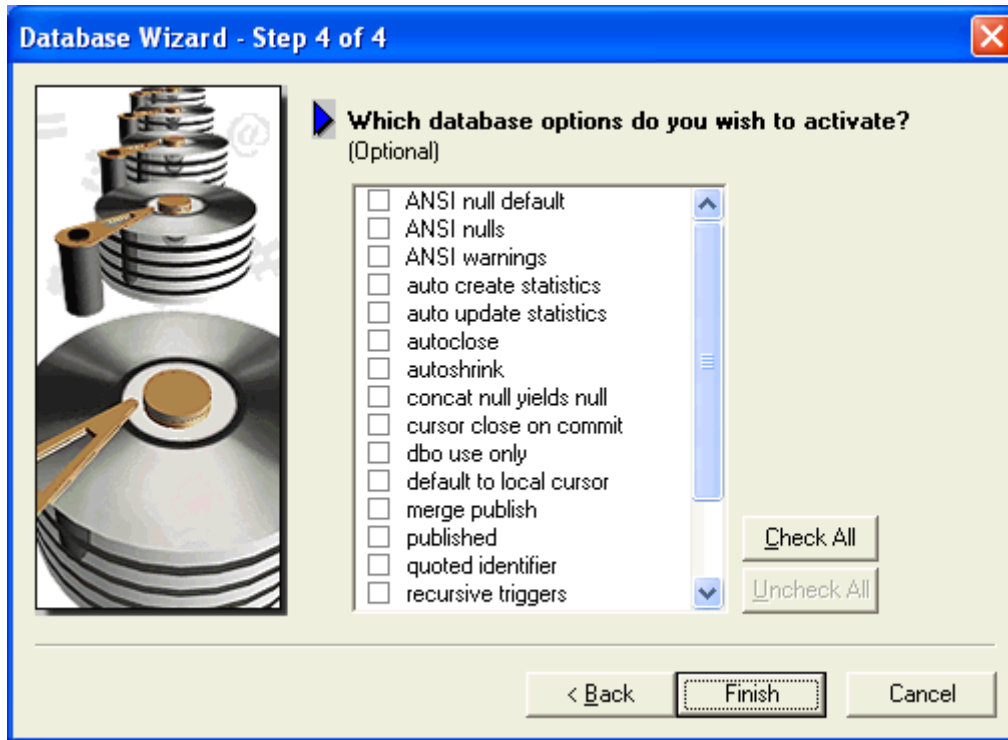 Database Wizard - Step 4 of 4
Which database options do you wish to activate?
(Optional)
ANSI null default
ANSI nulls
ANSI warnings
auto create statistics
auto update statistics
autoclose
autoshrink
concat null yields null
cursor close on commit
dbo use only
default to local cursor
merge publish
published
quoted identifier
recursive triggers
Check All
Uncheck All
< Back
Finish
Cancel